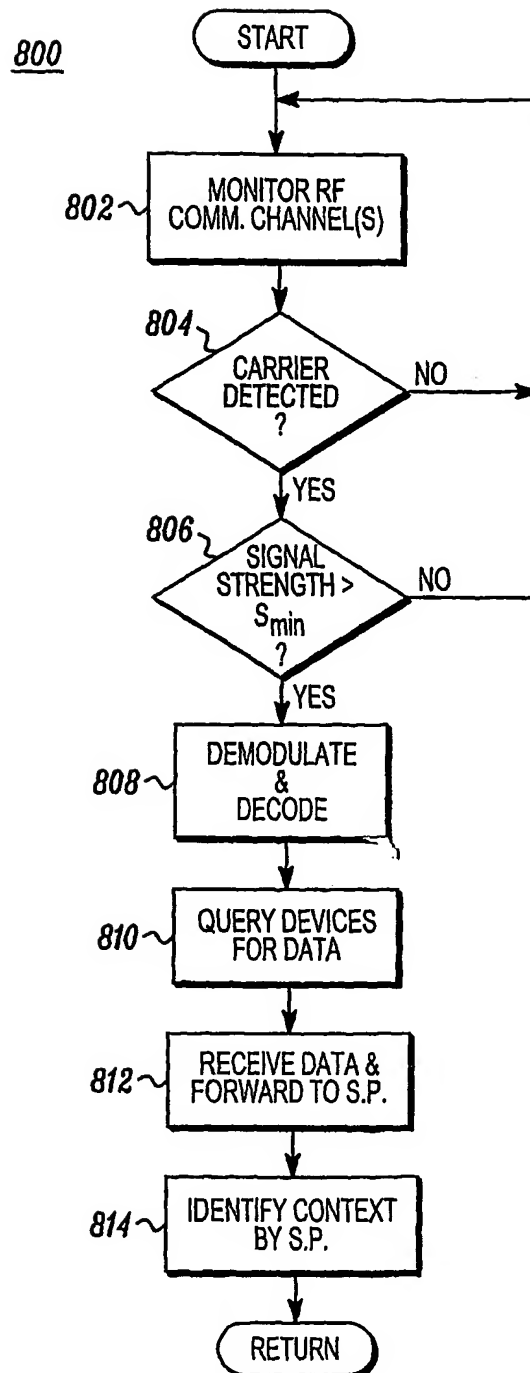 800
START
802
MONITOR RF
COMM. CHANNEL(S)
804
CARRIER
DETECTED
?
NO
YES
806
SIGNAL
STRENGTH >
Smin
?
NO
YES
808
DEMODULATE
&
DECODE
810
QUERY DEVICES
FOR DATA
812
RECEIVE DATA &
FORWARD TO S.P.
814
IDENTIFY CONTEXT
BY S.P.
RETURN